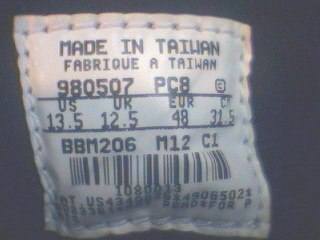 MADE IN TAIWAN
FABRIQUE A TAIWAN
980507 PC8 Ⓔ
US UK EUR CM
13.5 12.5 48 31.5
BBM206 M12 C1
1080013